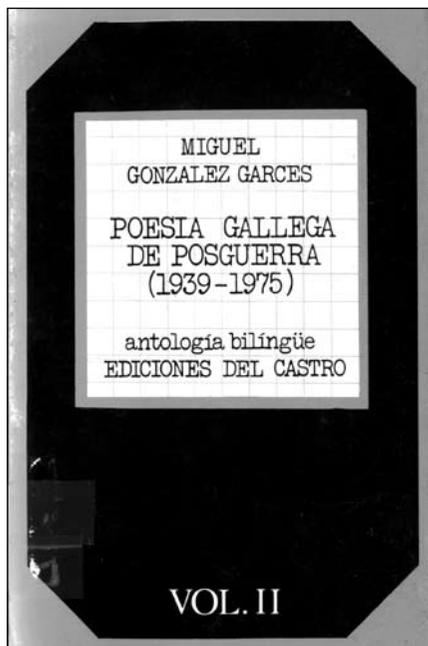 MIGUEL
GONZALEZ GARCES
POESIA GALLEGA
DE POSGUERRA
(1939-1975)
antología bilíngüe
EDICIONES DEL CASTRO
VOL. II